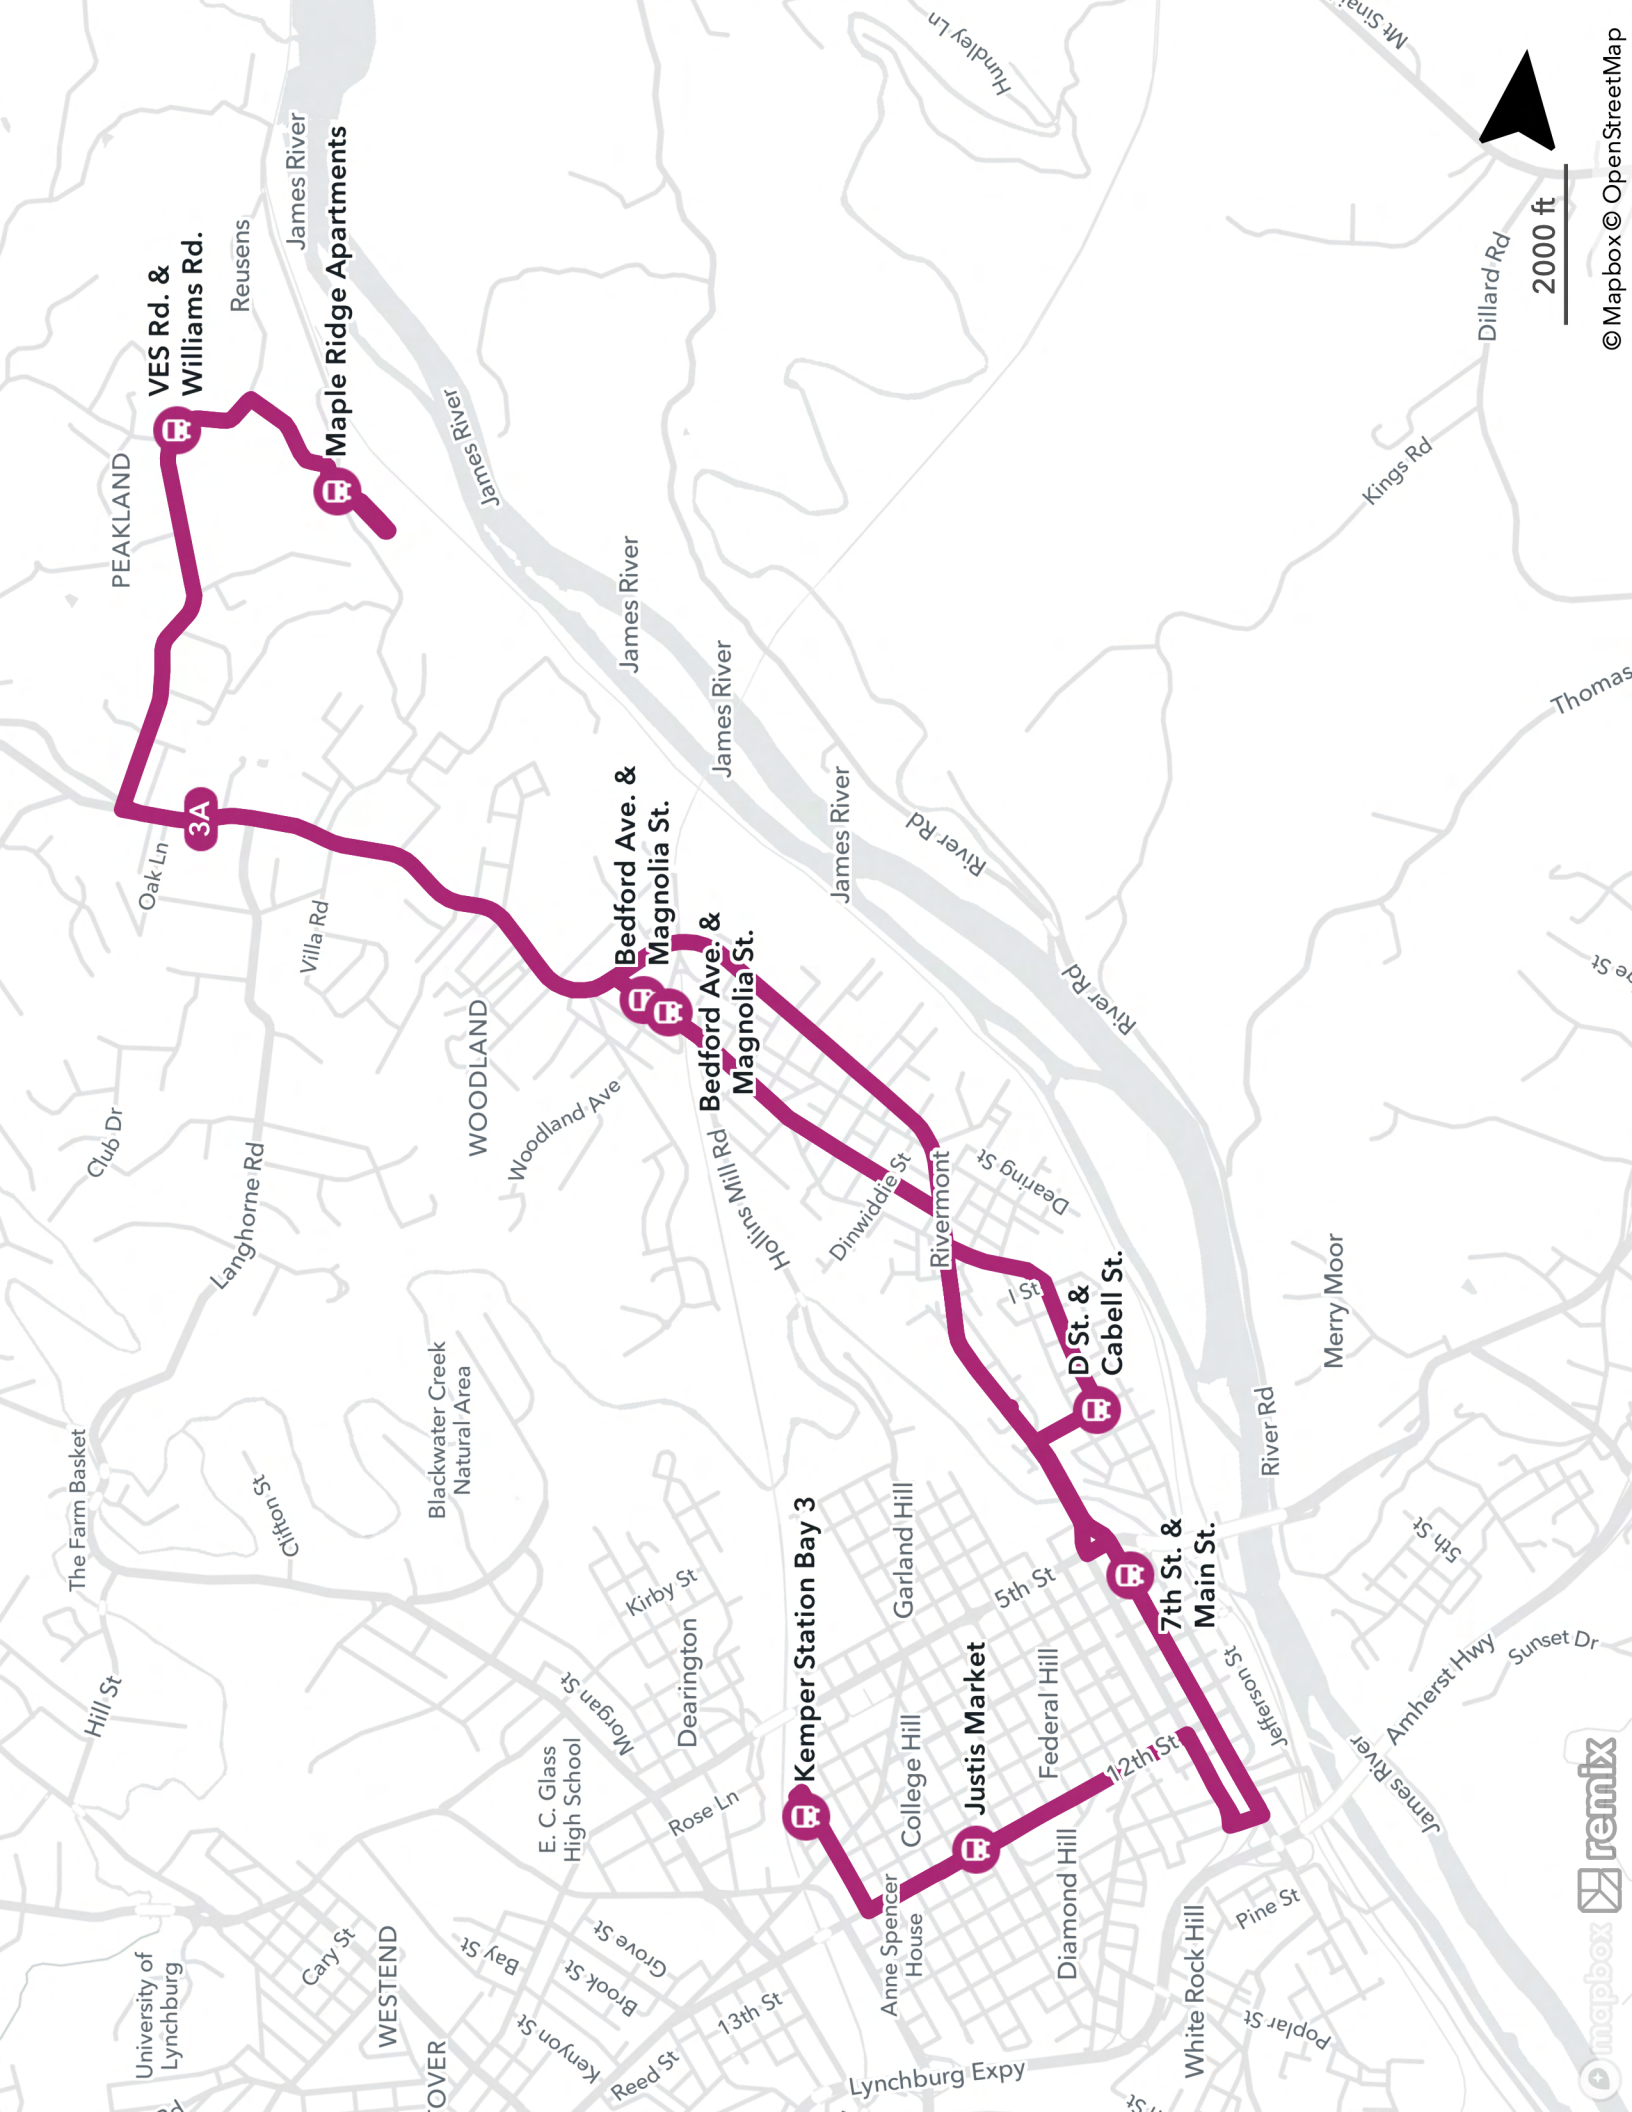 Mt Sinai
Hundley Ln
James River
Reusens
VES Rd. &
Williams Rd.
Maple Ridge Apartments
PEAKLAND
James River
Dillard Rd
2000 ft
© Mapbox © OpenStreetMap
Kings Rd
James River
James River
Thomas
3A
Oak Ln
Villa Rd
Bedford Ave. &
Magnolia St.
Bedford Ave. &
Magnolia St.
James River
River Rd
River Rd
WOODLAND
Woodland Ave
Club Dr
Langhorne Rd
Hollins Mill Rd
Dinwiddie St
Rivermont
Dearing St
I St
D St. &
Cabell St.
Merry Moor
River Rd
The Farm Basket
Clifton St
Blackwater Creek
Natural Area
Kemper Station Bay 3
Garland Hill
5th St
7th St. &
Main St.
5th St
Kirby St
Dearington
Morgan St
Hill St
E. C. Glass
High School
Rose Ln
College Hill
Justis Market
Federal Hill
12th St
Jefferson St
Amherst Hwy
Sunset Dr
James River
Diamond Hill
Anne Spencer
House
White Rock Hill
Pine St
Poplar St
University of
Lynchburg
Cary St
WESTEND
Bay St
Grove St
Brook St
Kenyon St
Reed St
13th St
Lynchburg Expy
OVER
Rd
mapbox
remix